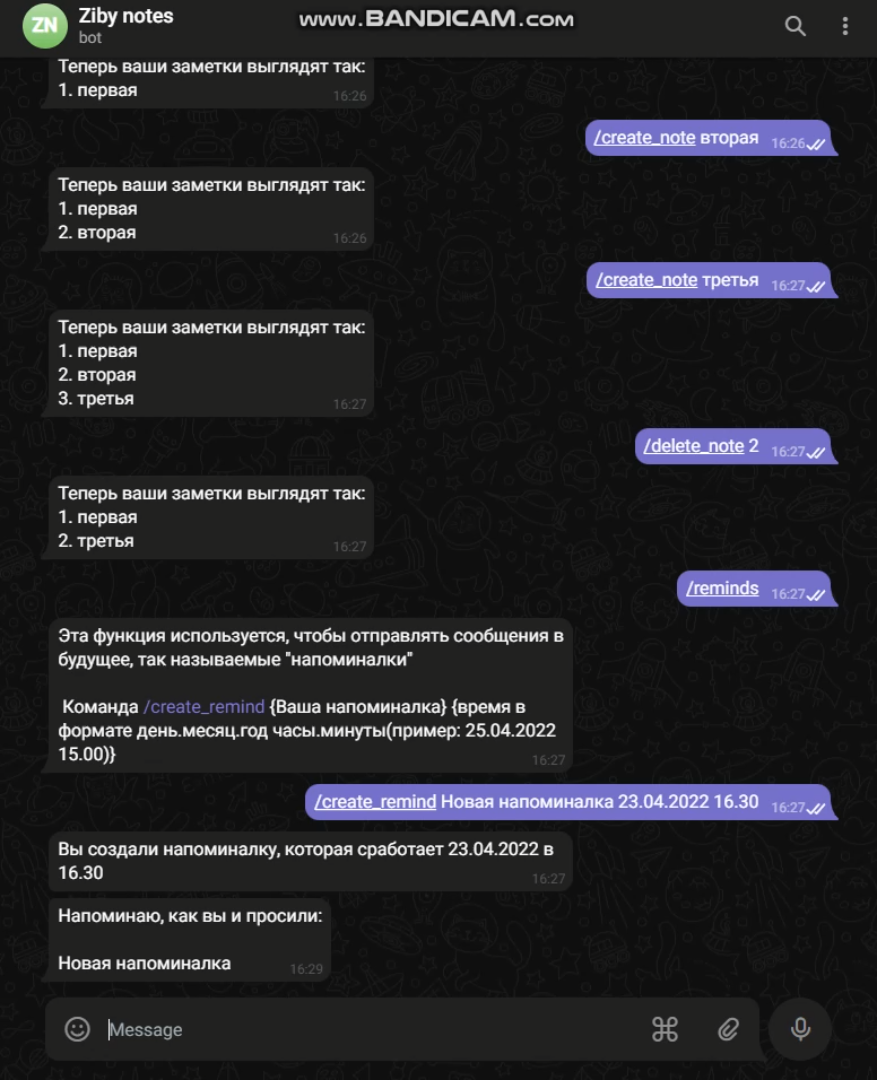 ZN
Ziby notes
bot
www.BANDICAM.com
Теперь ваши заметки выглядят так:
1. первая
16:26
/create_note вторая 16:26
Теперь ваши заметки выглядят так:
1. первая
2. вторая
16:26
/create_note третья 16:27
Теперь ваши заметки выглядят так:
1. первая
2. вторая
3. третья
16:27
/delete_note 2 16:27
Теперь ваши заметки выглядят так:
1. первая
2. третья
16:27
/reminds 16:27
Эта функция используется, чтобы отправлять сообщения в
будущее, так называемые "напоминалки"
Команда /create_remind {Ваша напоминалка} {время в
формате день.месяц.год часы.минуты(пример: 25.04.2022
15.00)}
16:27
/create_remind Новая напоминалка 23.04.2022 16.30 16:27
Вы создали напоминалку, которая сработает 23.04.2022 в
16.30
16:27
Напоминаю, как вы и просили:
Новая напоминалка
16:29
Message